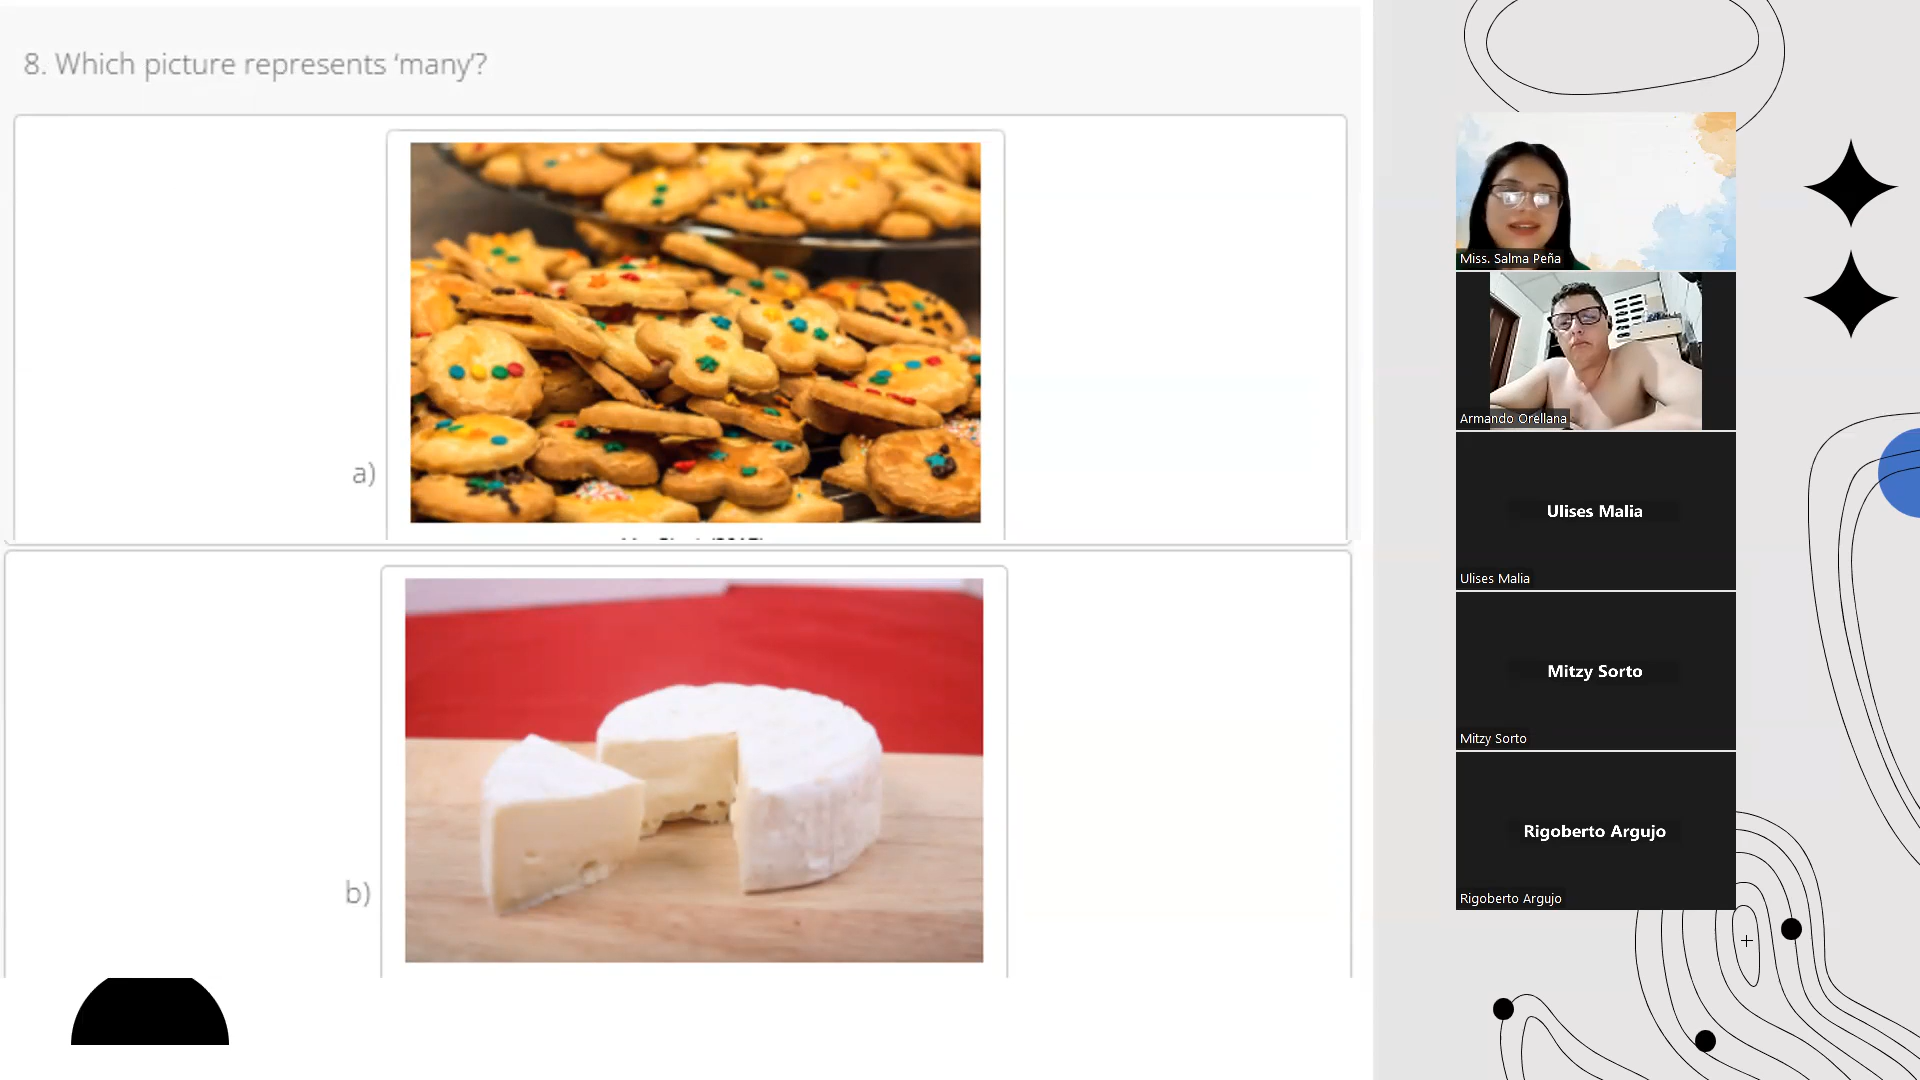 8. Which picture represents ‘many’?
a)
b)
Miss. Salma Peña
Armando Orellana
Ulises Malia
Ulises Malia
Mitzy Sorto
Mitzy Sorto
Rigoberto Argujo
Rigoberto Argujo